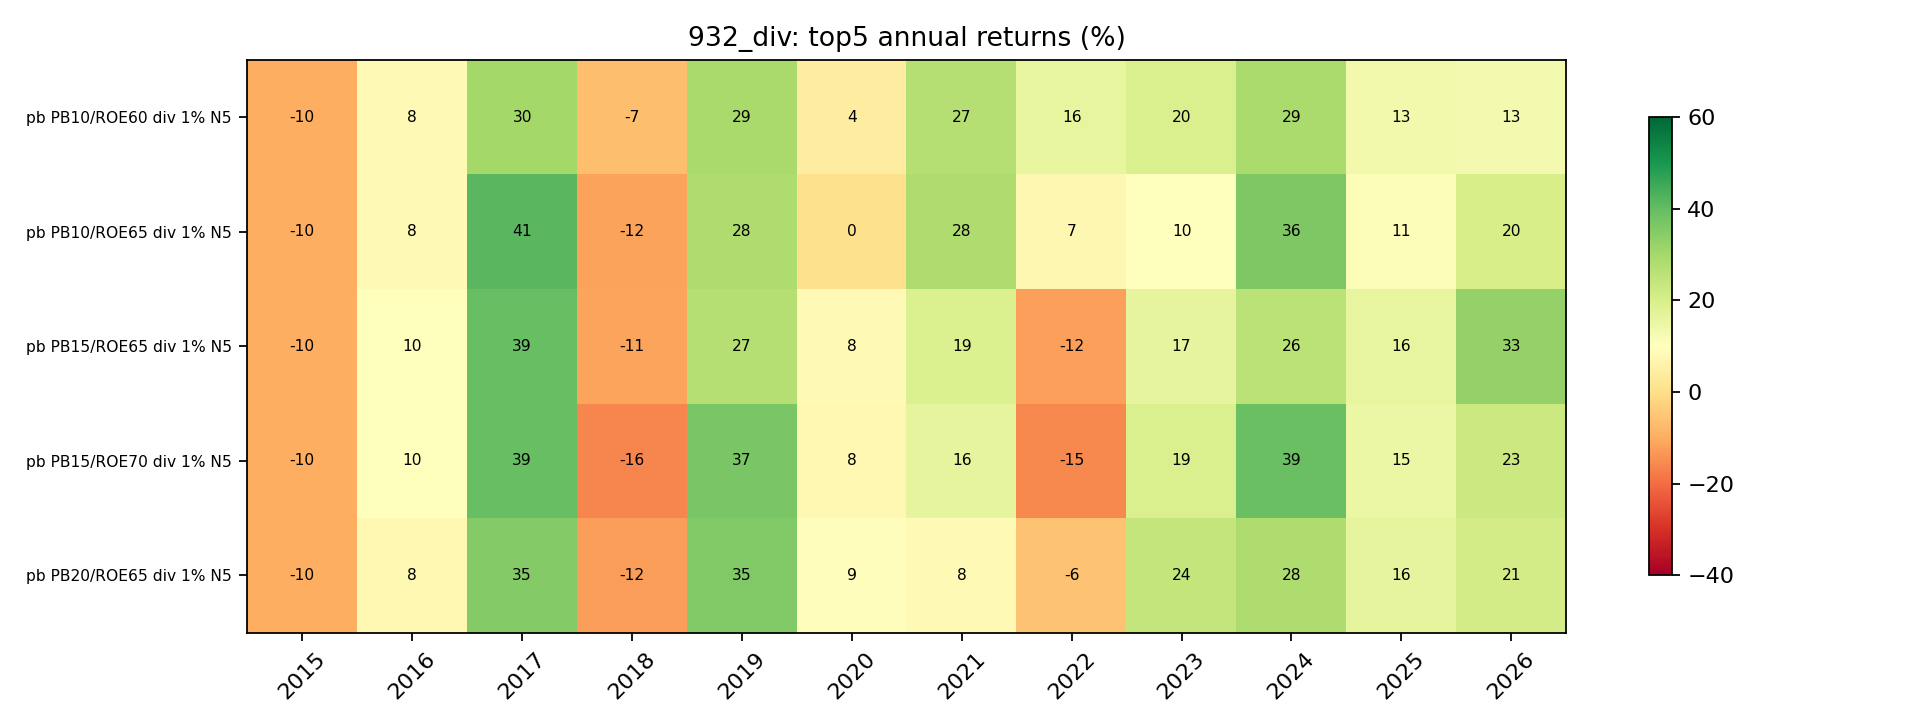 932_div: top5 annual returns (%)
pb PB10/ROE60 div 1% N5 -10 8 30 -7 29 4 27 16 20 29 13 13
pb PB10/ROE65 div 1% N5 -10 8 41 -12 28 0 28 7 10 36 11 20
pb PB15/ROE65 div 1% N5 -10 10 39 -11 27 8 19 -12 17 26 16 33
pb PB15/ROE70 div 1% N5 -10 10 39 -16 37 8 16 -15 19 39 15 23
pb PB20/ROE65 div 1% N5 -10 8 35 -12 35 9 8 -6 24 28 16 21
2015 2016 2017 2018 2019 2020 2021 2022 2023 2024 2025 2026
60
40
20
0
−20
−40